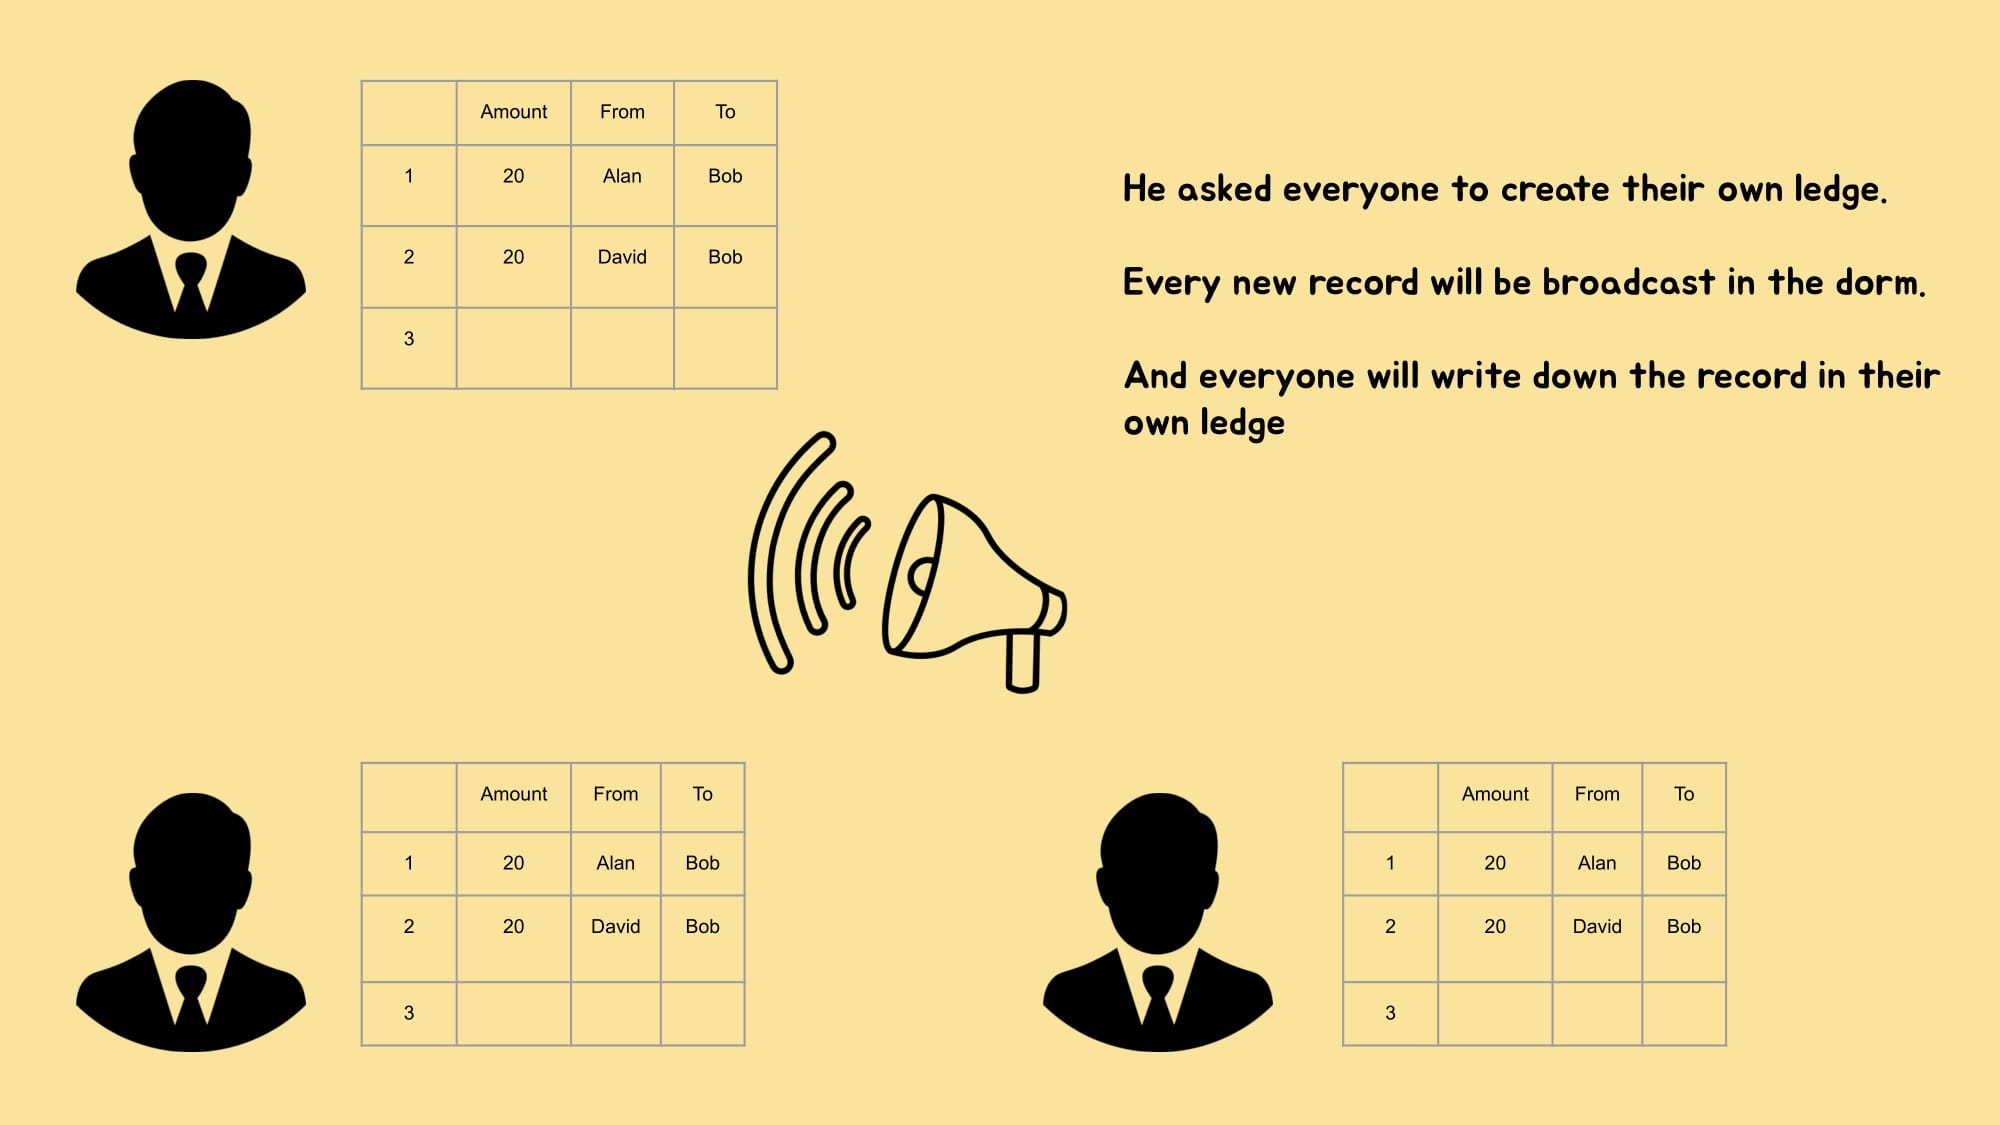 Amount From To
1 20 Alan Bob
2 20 David Bob
3
He asked everyone to create their own ledge.
Every new record will be broadcast in the dorm.
And everyone will write down the record in their
own ledge
Amount From To
1 20 Alan Bob
2 20 David Bob
3
Amount From To
1 20 Alan Bob
2 20 David Bob
3